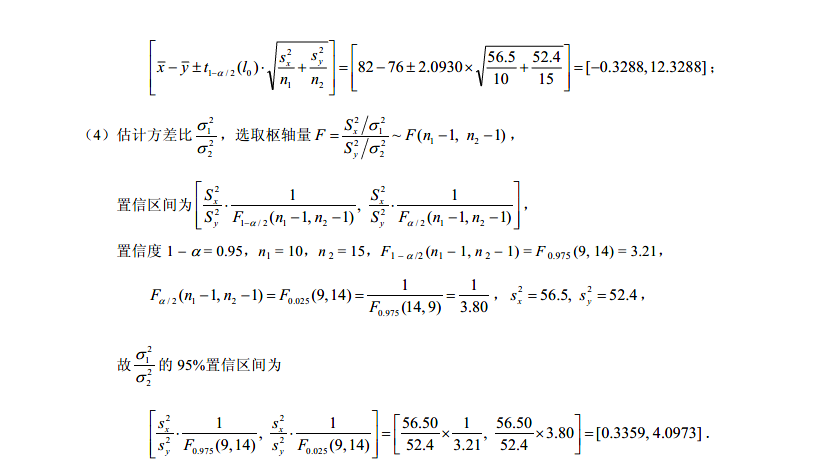 $\left[\bar{x}-\bar{y}\pm t_{1-\alpha/2}(l_0)\cdot\sqrt{\frac{s_x^2}{n_1}+\frac{s_y^2}{n_2}}\right]=\left[82-76\pm 2.0930\times\sqrt{\frac{56.5}{10}+\frac{52.4}{15}}\right]=[-0.3288, 12.3288]$；
（4）估计方差比$\frac{\sigma_1^2}{\sigma_2^2}$，选取枢轴量$F=\frac{S_x^2/\sigma_1^2}{S_y^2/\sigma_2^2}\sim F(n_1-1, n_2-1)$，
置信区间为$\left[\frac{S_x^2}{S_y^2}\cdot\frac{1}{F_{1-\alpha/2}(n_1-1,n_2-1)}, \frac{S_x^2}{S_y^2}\cdot\frac{1}{F_{\alpha/2}(n_1-1,n_2-1)}\right]$，
置信度 $1-\alpha=0.95$，$n_1=10$，$n_2=15$，$F_{1-\alpha/2}(n_1-1, n_2-1)=F_{0.975}(9, 14)=3.21$，
$F_{\alpha/2}(n_1-1,n_2-1)=F_{0.025}(9,14)=\frac{1}{F_{0.975}(14,9)}=\frac{1}{3.80}$，$s_x^2=56.5, s_y^2=52.4$，
故$\frac{\sigma_1^2}{\sigma_2^2}$的 95%置信区间为
$\left[\frac{s_x^2}{s_y^2}\cdot\frac{1}{F_{0.975}(9,14)}, \frac{s_x^2}{s_y^2}\cdot\frac{1}{F_{0.025}(9,14)}\right]=\left[\frac{56.50}{52.4}\times\frac{1}{3.21}, \frac{56.50}{52.4}\times 3.80\right]=[0.3359, 4.0973]$．